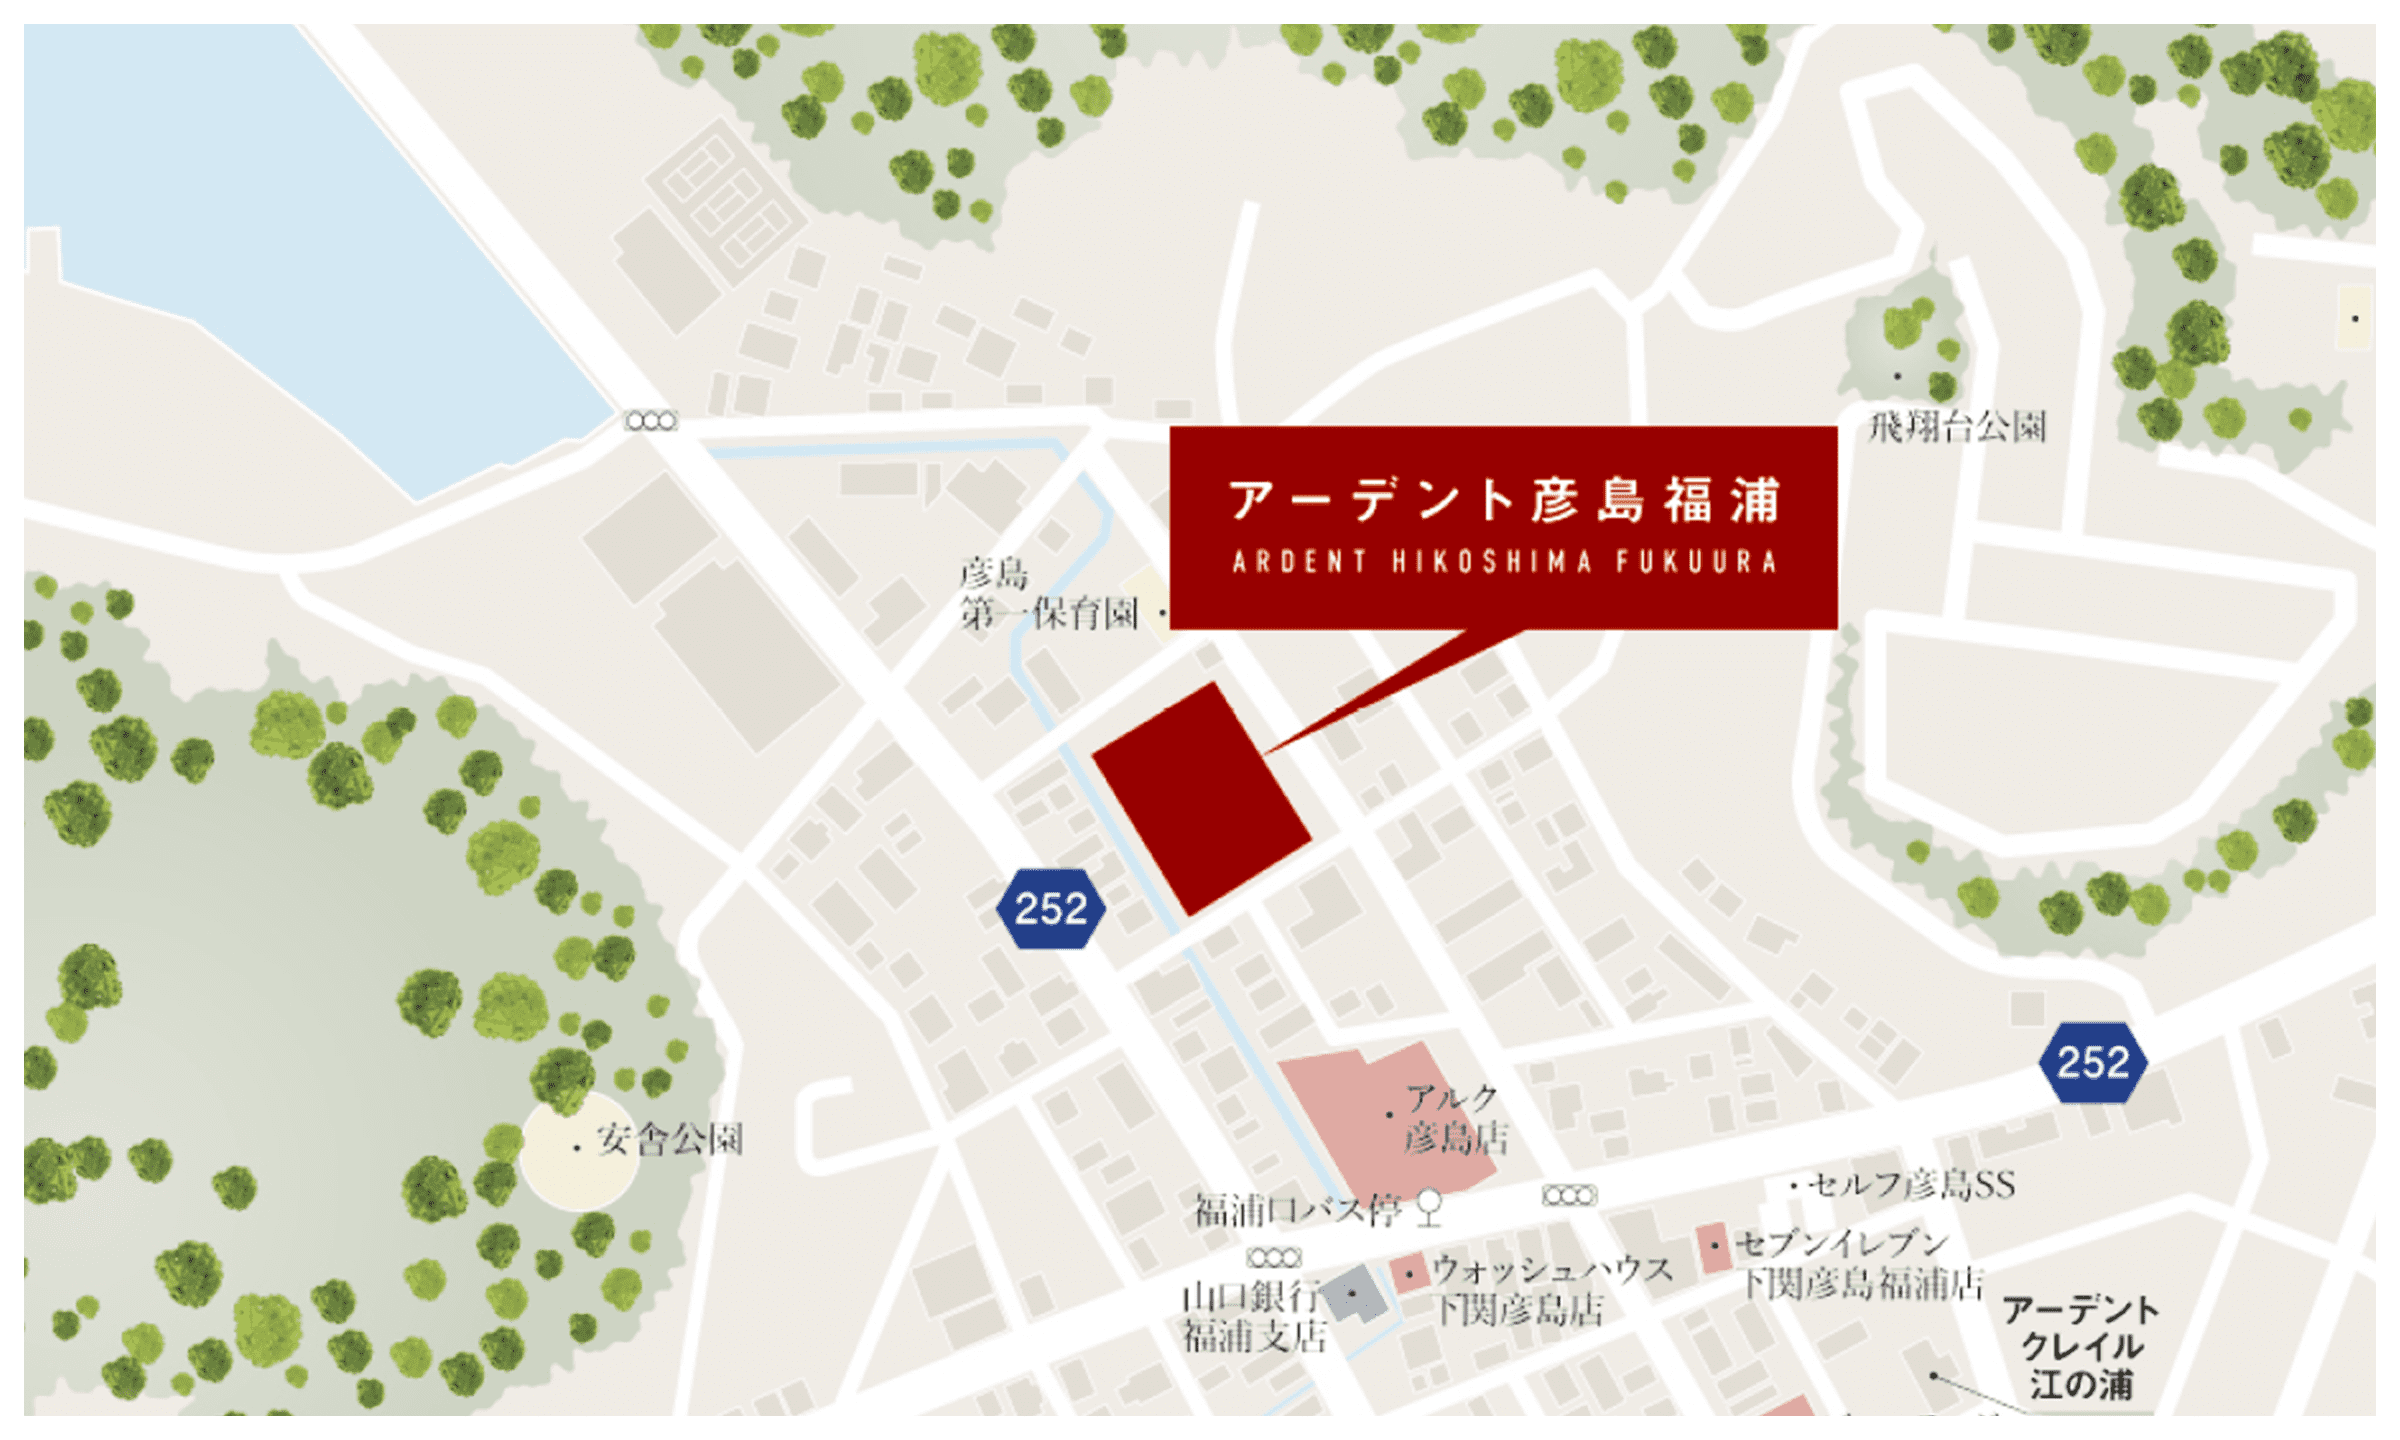 飛翔台公園
アーデント彦島福浦
ARDENT HIKOSHIMA FUKUURA
彦島
第一保育園
252
252
アルク
彦島店
安舎公園
福浦口バス停
セルフ彦島SS
セブンイレブン
下関彦島福浦店
ウォッシュハウス
下関彦島店
山口銀行
福浦支店
アーデント
クレイル
江の浦